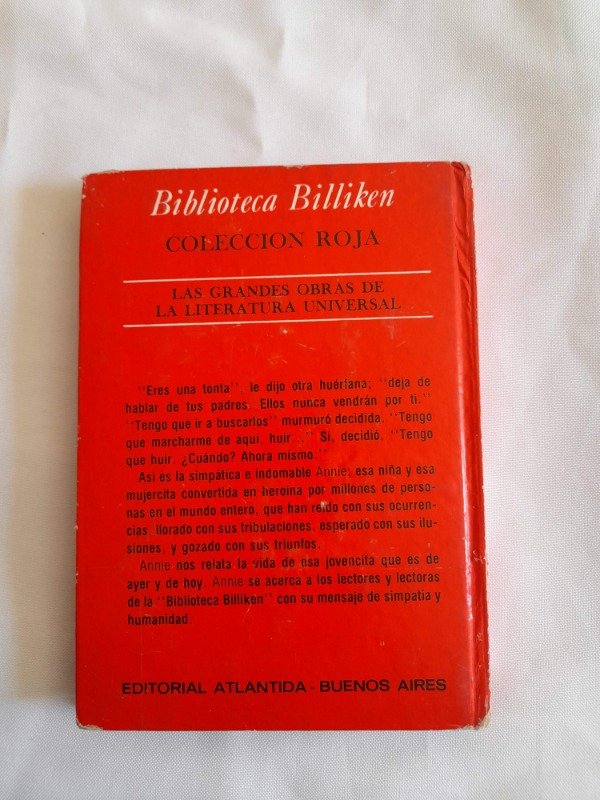 Biblioteca Billiken
COLECCION ROJA
LAS GRANDES OBRAS DE
LA LITERATURA UNIVERSAL
"Eres una tonta", le dijo otra huérfana; "deja de
hablar de tus padres. Ellos nunca vendrán por ti."
"Tengo que ir a buscarlos" murmuró decidida. "Tengo
que marcharme de aquí, huir..." Sí, decidió, "Tengo
que huir. ¿Cuándo? Ahora mismo."
Así es la simpática e indomable Annie; esa niña y esa
mujercita convertida en heroína por millones de perso-
nas en el mundo entero, que han reído con sus ocurren-
cias, llorado con sus tribulaciones, esperado con sus ilu-
siones, y gozado con sus triunfos.
Annie nos relata la vida de esa jovencita que es de
ayer y de hoy. Annie se acerca a los lectores y lectoras
de la "Biblioteca Billiken" con su mensaje de simpatía y
humanidad.
EDITORIAL ATLANTIDA - BUENOS AIRES